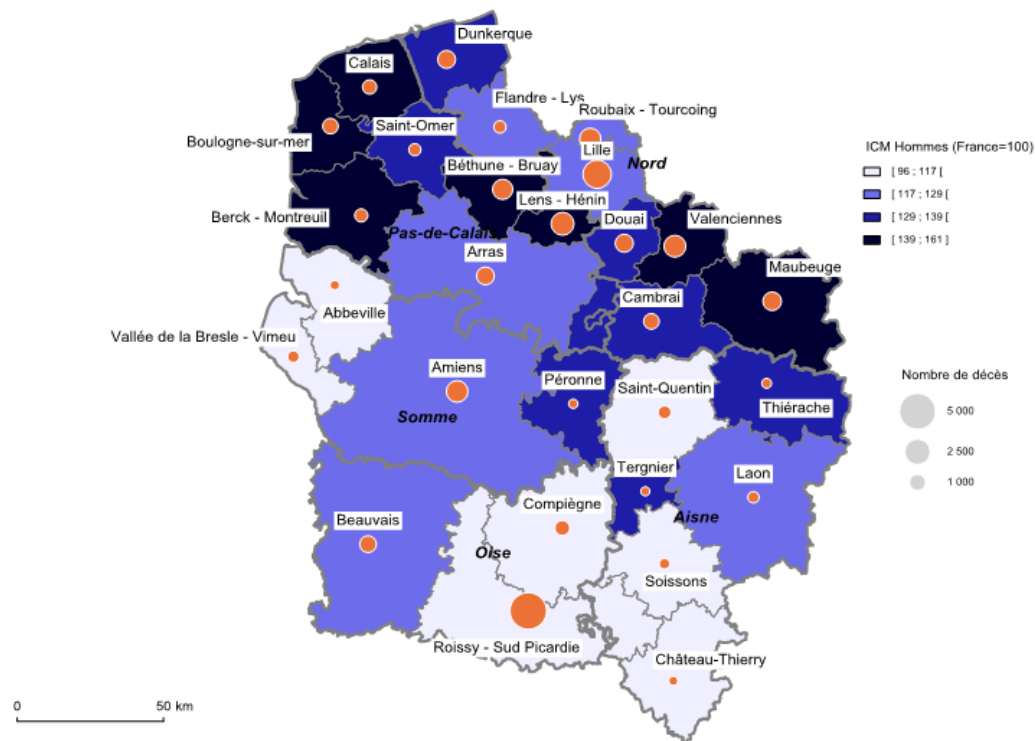 Dunkerque
Calais
Flandre - Lys
Roubaix - Tourcoing
Boulogne-sur-mer
Saint-Omer
Lille
Nord
Béthune - Bruay
Lens - Hénin
Berck - Montreuil
Douai
Valenciennes
Pas-de-Calais
Arras
Maubeuge
Cambrai
Abbeville
Vallée de la Bresle - Vimeu
Amiens
Péronne
Saint-Quentin
Thiérache
Somme
Tergnier
Laon
Compiègne
Beauvais
Aisne
Oise
Soissons
Roissy - Sud Picardie
Château-Thierry
ICM Hommes (France=100)
[ 96 ; 117 [
[ 117 ; 129 [
[ 129 ; 139 [
[ 139 ; 161 ]
Nombre de décès
5 000
2 500
1 000
0 50 km